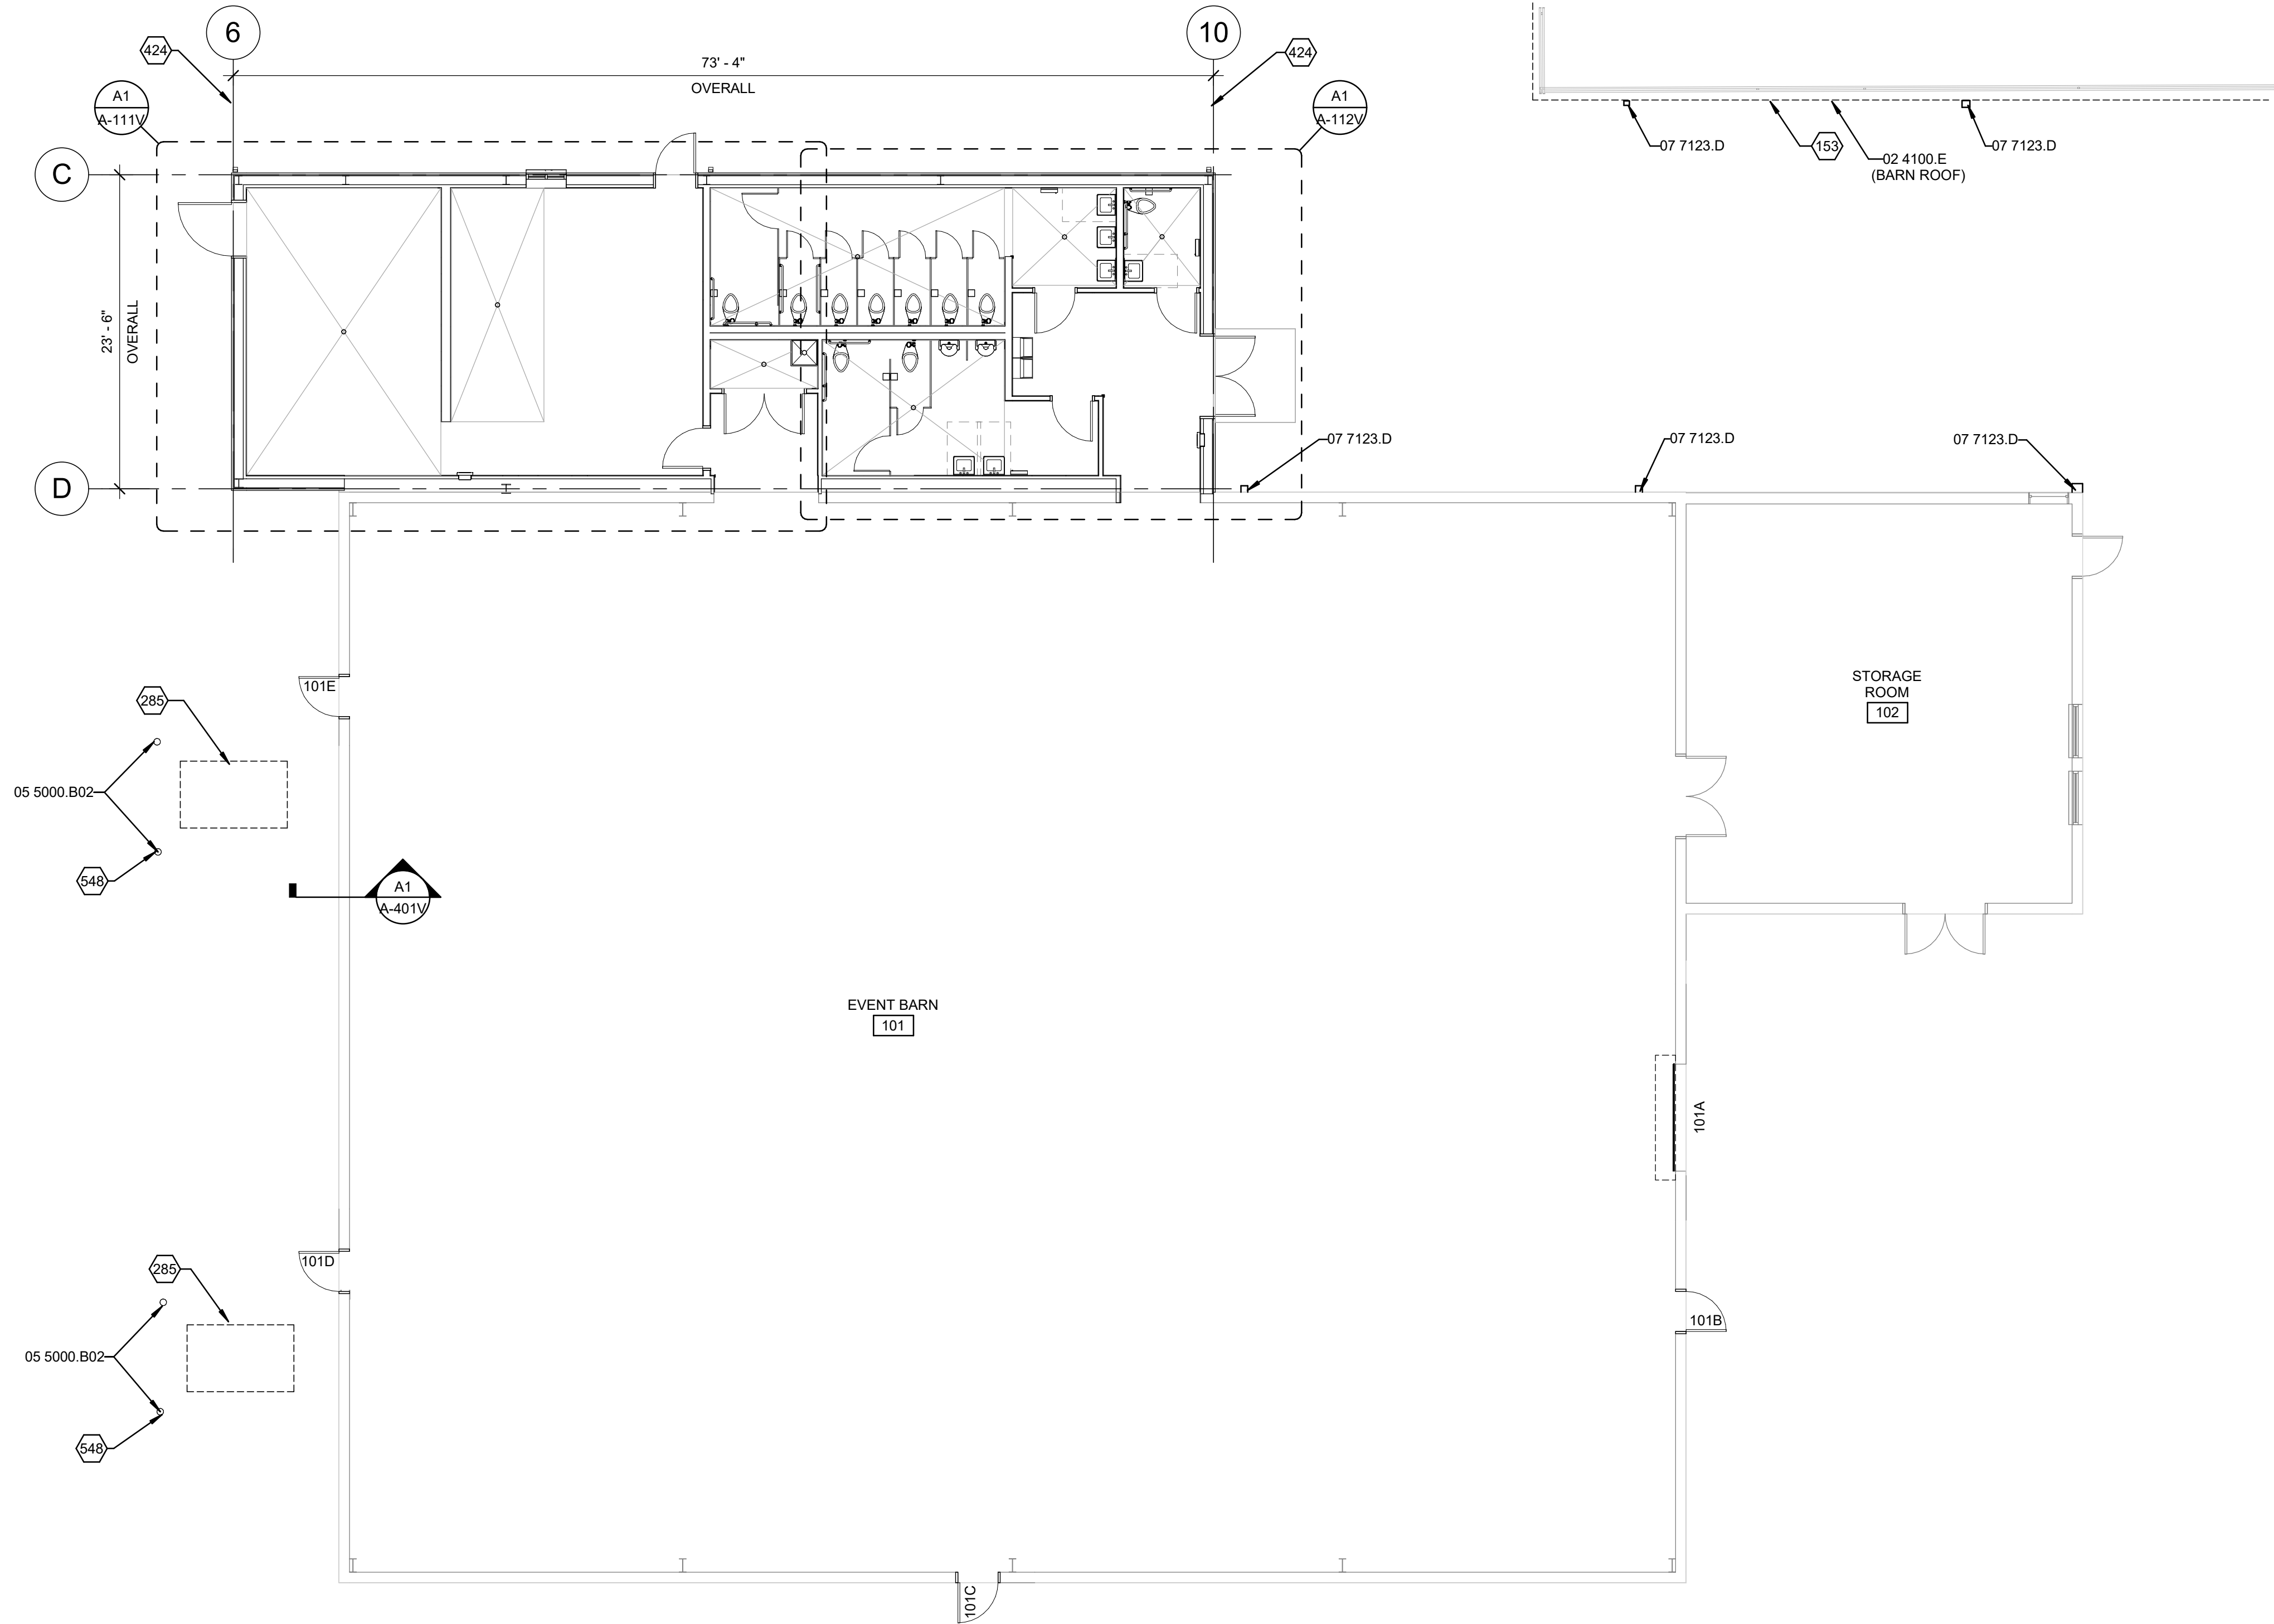 6
10
424
73' - 4"
424
OVERALL
A1
A-111V
A1
A-112V
07 7123.D
153
07 7123.D
02 4100.E
(BARN ROOF)
C
23' - 6"
OVERALL
D
07 7123.D
07 7123.D
07 7123.D
101E
285
STORAGE
ROOM
102
05 5000.B02
548
A1
A-401V
EVENT BARN
101
101A
101D
285
101B
05 5000.B02
548
101C